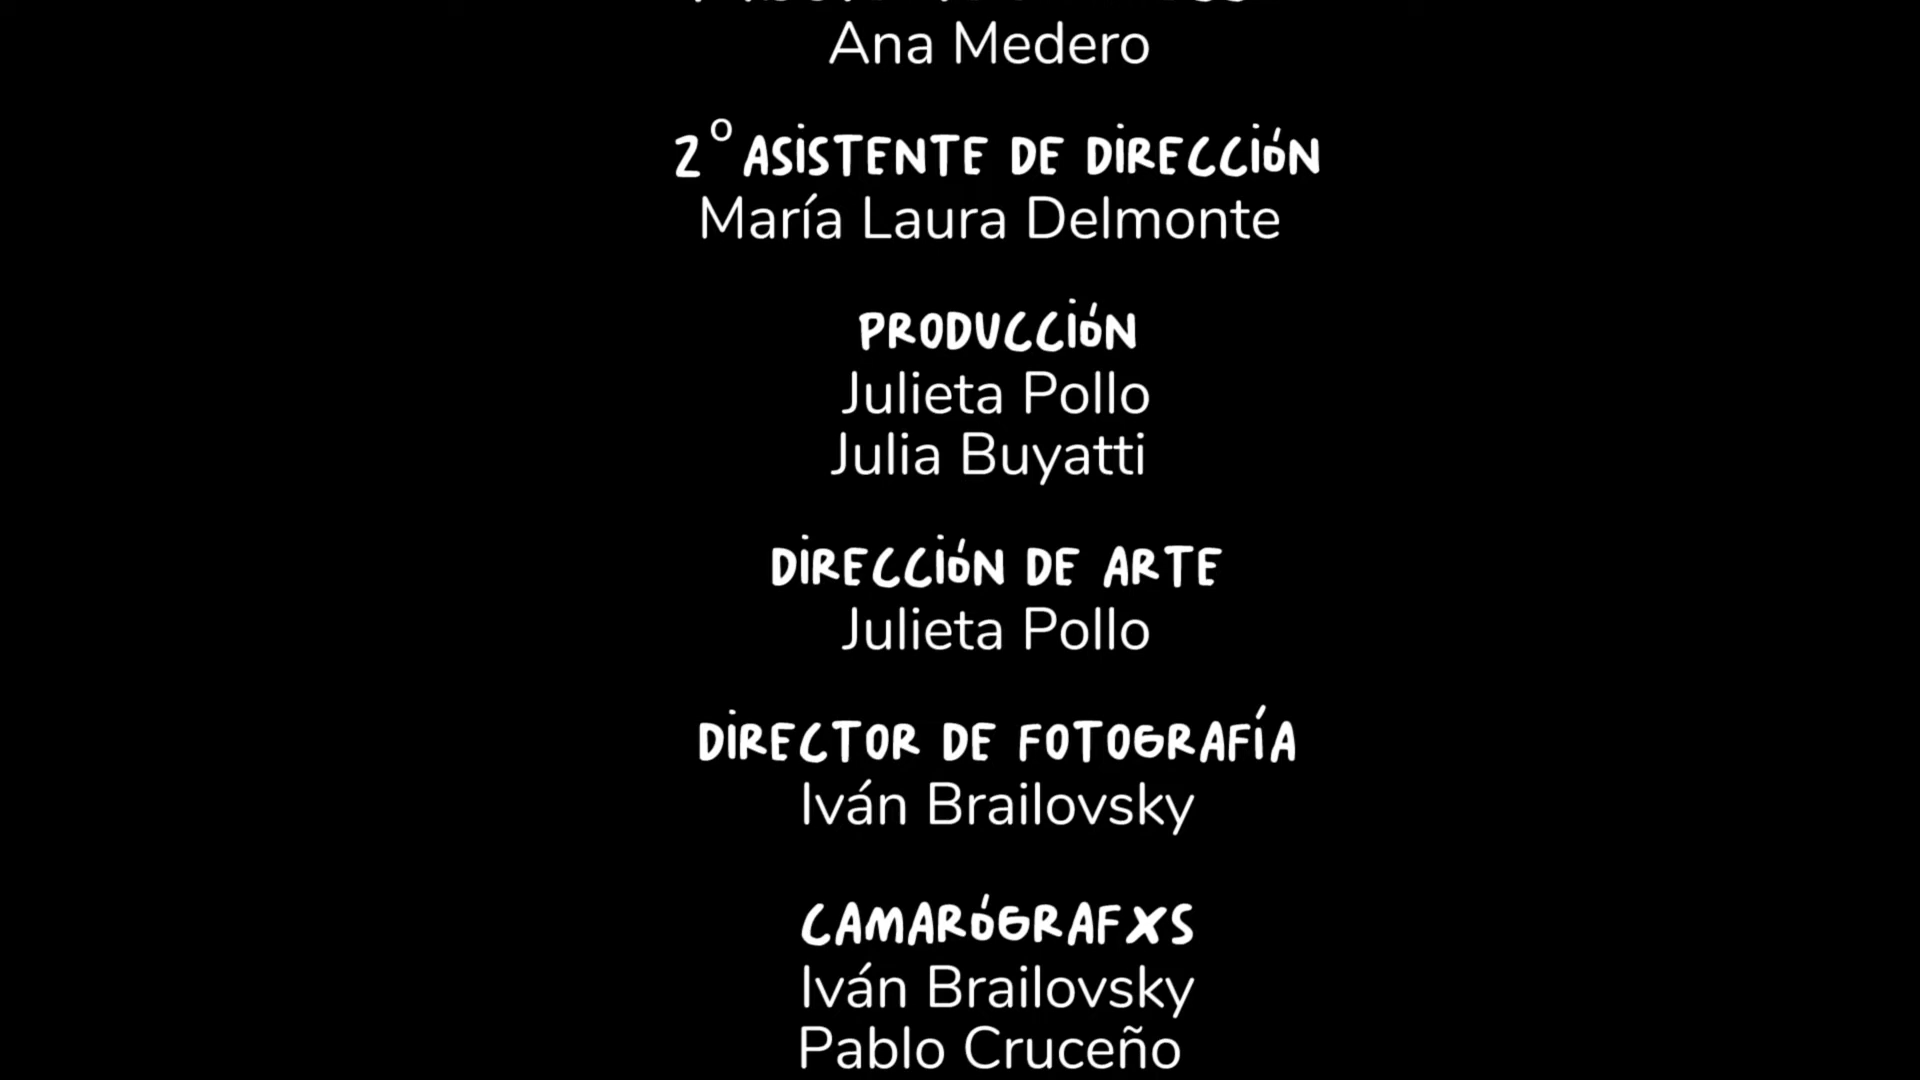 Ana Medero
2º ASISTENTE DE DIRECCIÓN
María Laura Delmonte
PRODUCCIÓN
Julieta Pollo
Julia Buyatti
DIRECCIÓN DE ARTE
Julieta Pollo
DIRECTOR DE FOTOGRAFÍA
Iván Brailovsky
CAMARÓGRAFXS
Iván Brailovsky
Pablo Cruceño